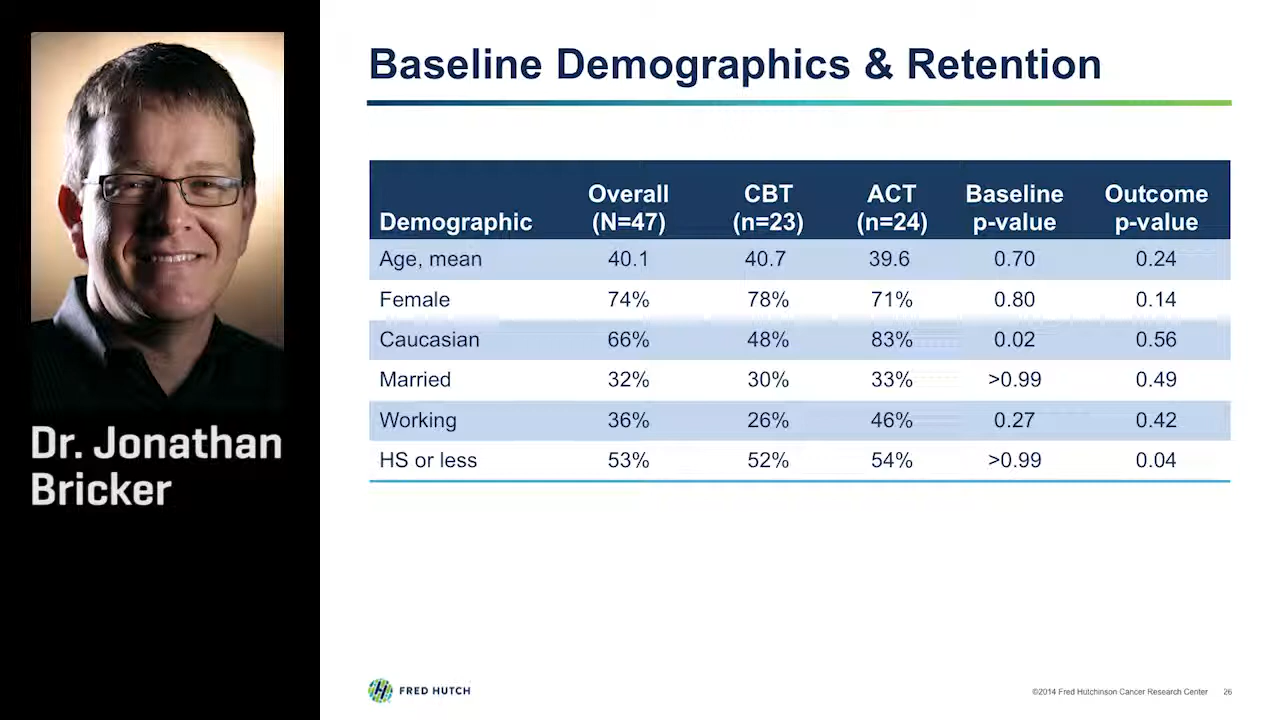 Baseline Demographics & Retention
Dr. Jonathan
Bricker
Demographic Overall (N=47) CBT (n=23) ACT (n=24) Baseline p-value Outcome p-value
Age, mean 40.1 40.7 39.6 0.70 0.24
Female 74% 78% 71% 0.80 0.14
Caucasian 66% 48% 83% 0.02 0.56
Married 32% 30% 33% >0.99 0.49
Working 36% 26% 46% 0.27 0.42
HS or less 53% 52% 54% >0.99 0.04
FRED HUTCH
©2014 Fred Hutchinson Cancer Research Center 26